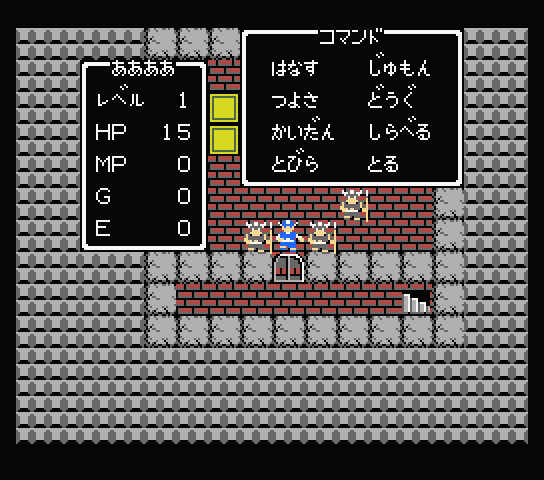 ああああ
レベル 1
HP 15
MP 0
G 0
E 0
コマンド
はなす じゅもん
つよさ どうぐ
かいだん しらべる
とびら とる